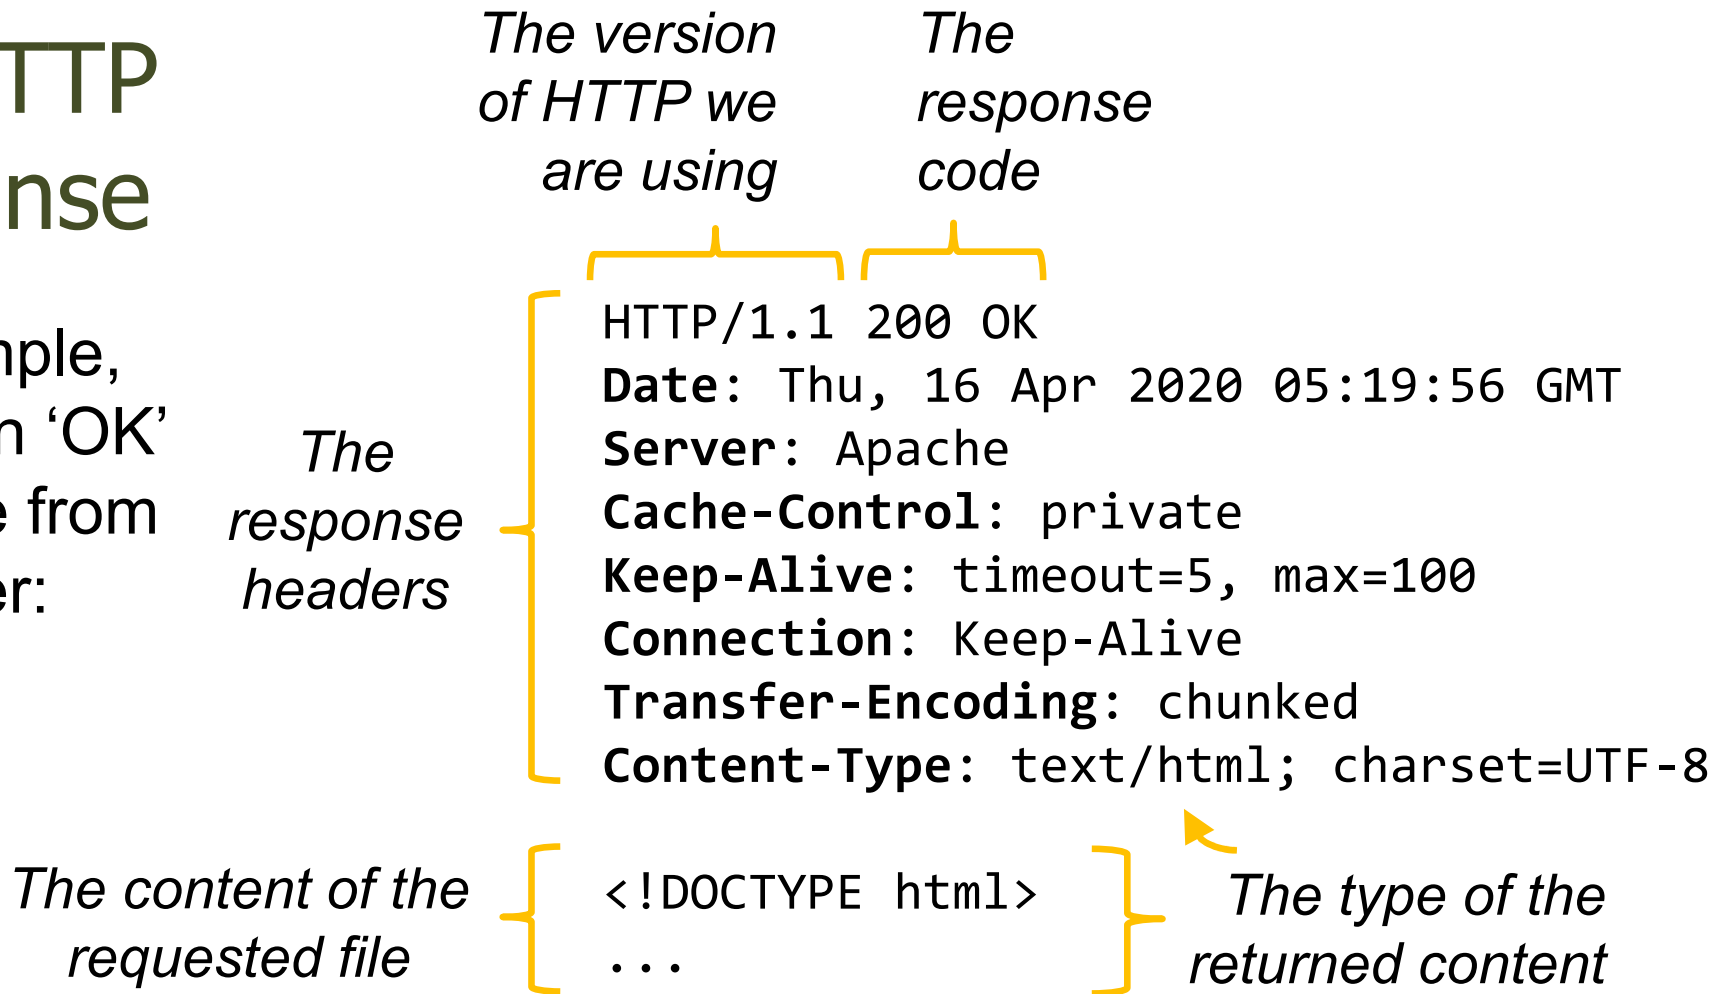 TTP
nse
The version
of HTTP we
are using
The
response
code
nple,
n ‘OK’
e from
er:
The
response
headers
HTTP/1.1 200 OK
Date: Thu, 16 Apr 2020 05:19:56 GMT
Server: Apache
Cache-Control: private
Keep-Alive: timeout=5, max=100
Connection: Keep-Alive
Transfer-Encoding: chunked
Content-Type: text/html; charset=UTF-8
The content of the
requested file
<!DOCTYPE html>
...
The type of the
returned content